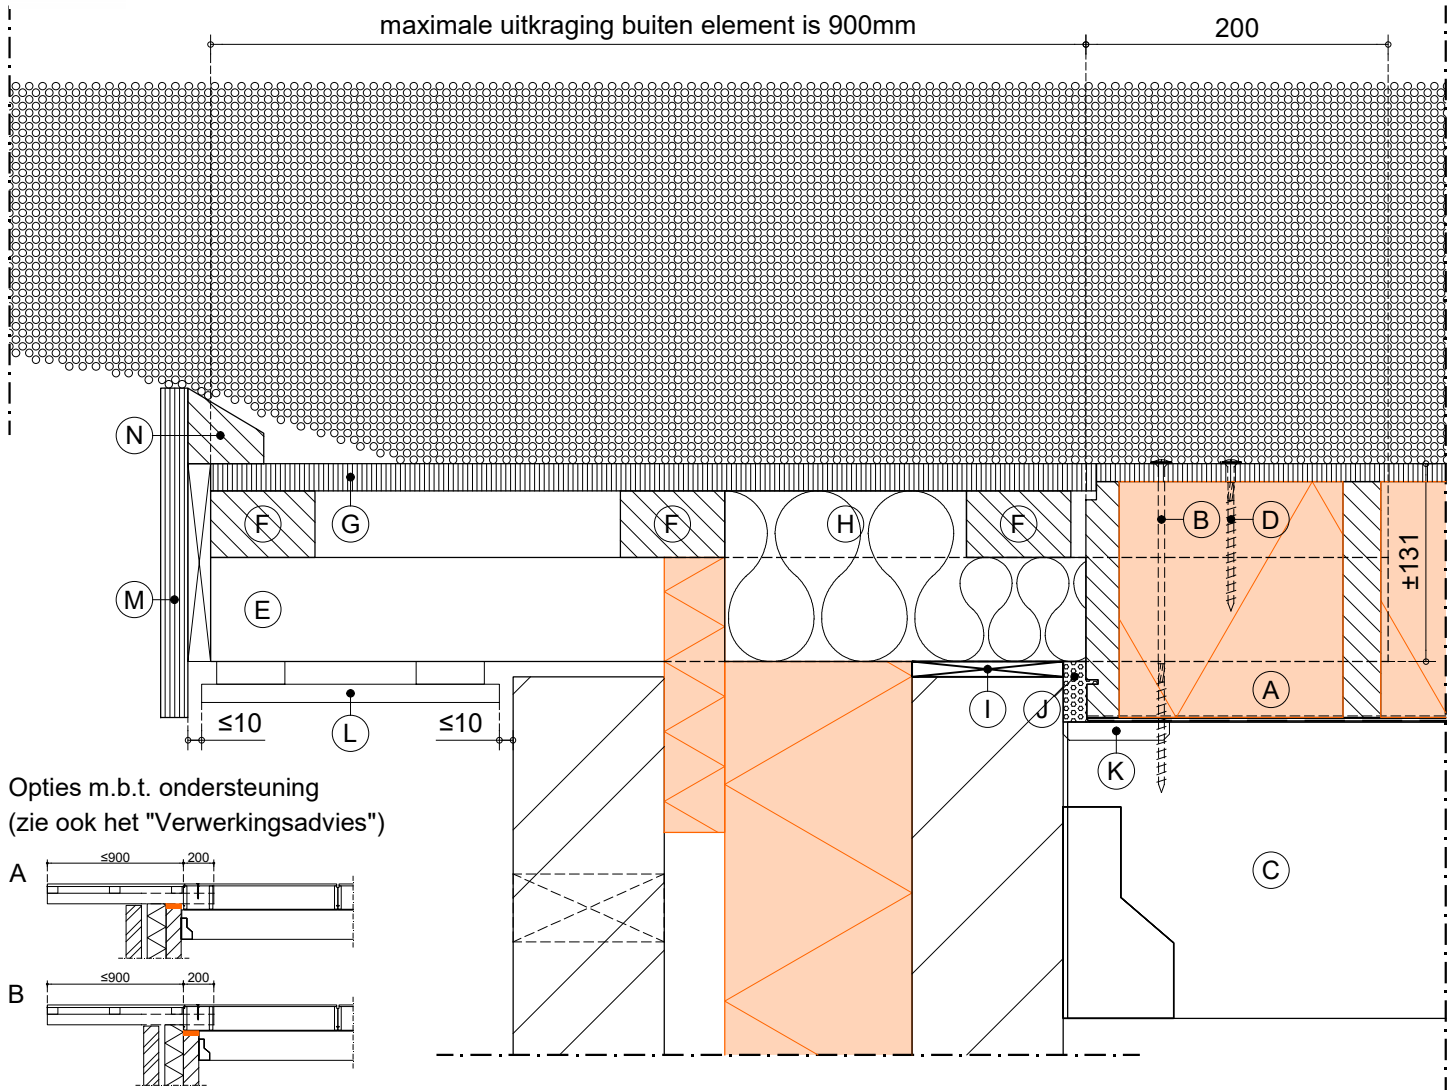 maximale uitkraging buiten element is 900mm
200
N
F
G
F
H
F
B
D
±131
M
E
A
I
J
≤10
L
≤10
K
Opties m.b.t. ondersteuning
(zie ook het "Verwerkingsadvies")
A
≤900
200
C
B
≤900
200